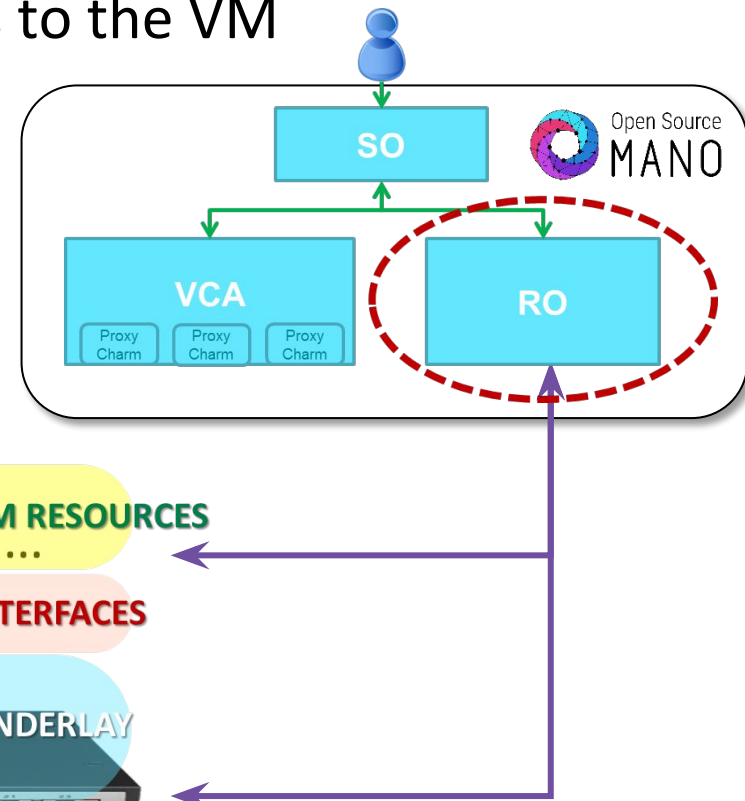 to the VM
SO
Open Source
MANO
VCA
RO
Proxy
Charm
Proxy
Charm
Proxy
Charm
M RESOURCES
...
TERFACES
NDERLAY